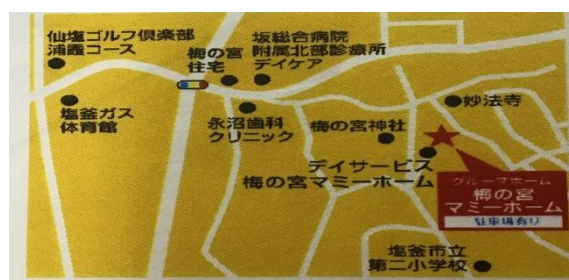 仙塩ゴルフ倶楽部
浦霞コース
梅の宮
住宅
坂総合病院
附属北部診療所
デイケア
塩釜ガス
体育館
永沼歯科
クリニック
梅の宮神社
妙法寺
デイサービス
梅の宮マミーホーム
グループホーム
梅の宮
マミーホーム
駐車場有り
塩釜市立
第二小学校